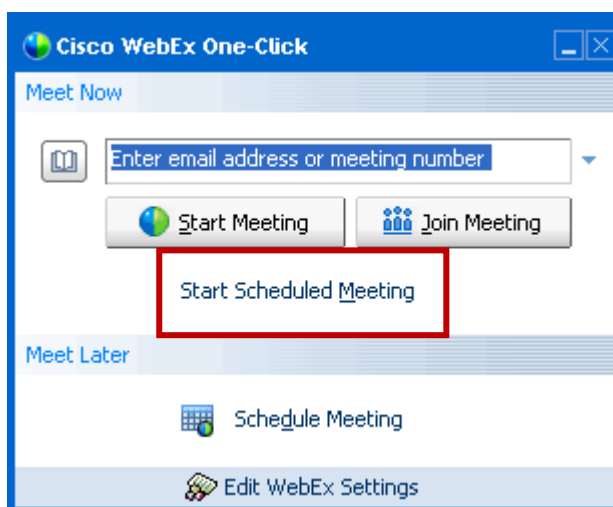 Cisco WebEx One-Click
Meet Now
Enter email address or meeting number
Start Meeting Join Meeting
Start Scheduled Meeting
Meet Later
Schedule Meeting
Edit WebEx Settings